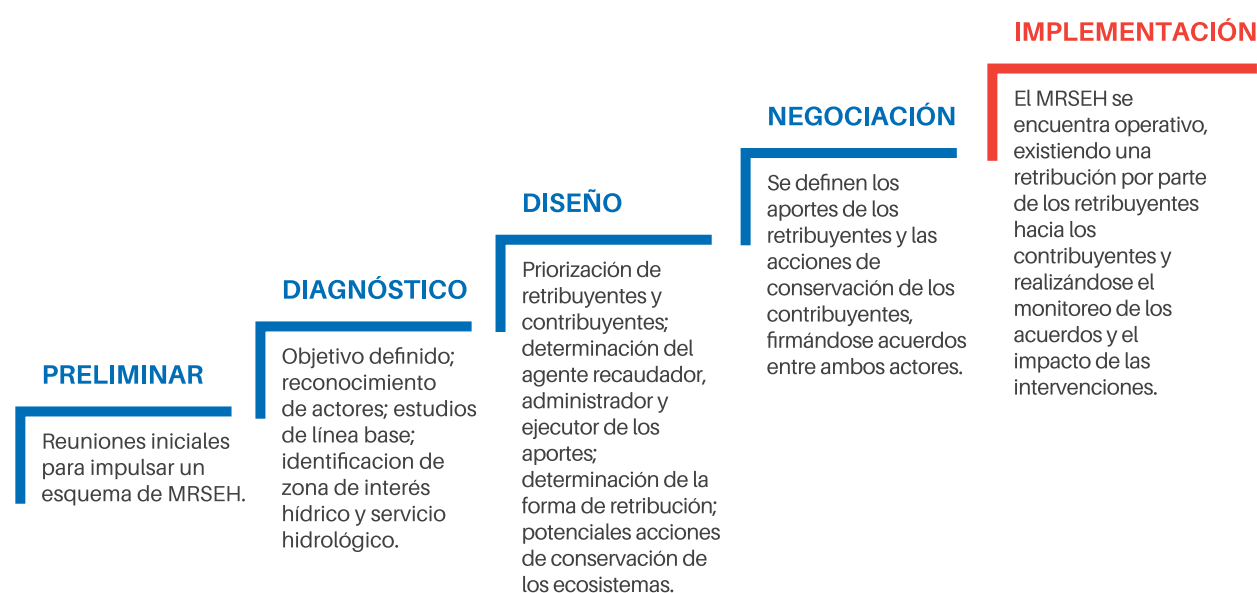 PRELIMINAR
Reuniones iniciales
para impulsar un
esquema de MRSEH.
DIAGNÓSTICO
Objetivo definido;
reconocimiento
de actores; estudios
de línea base;
identificacion de
zona de interés
hídrico y servicio
hidrológico.
DISEÑO
Priorización de
retribuyentes y
contribuyentes;
determinación del
agente recaudador,
administrador y
ejecutor de los
aportes;
determinación de la
forma de retribución;
potenciales acciones
de conservación de
los ecosistemas.
NEGOCIACIÓN
Se definen los
aportes de los
retribuyentes y las
acciones de
conservación de los
contribuyentes,
firmándose acuerdos
entre ambos actores.
IMPLEMENTACIÓN
El MRSEH se
encuentra operativo,
existiendo una
retribución por parte
de los retribuyentes
hacia los
contribuyentes y
realizándose el
monitoreo de los
acuerdos y el
impacto de las
intervenciones.